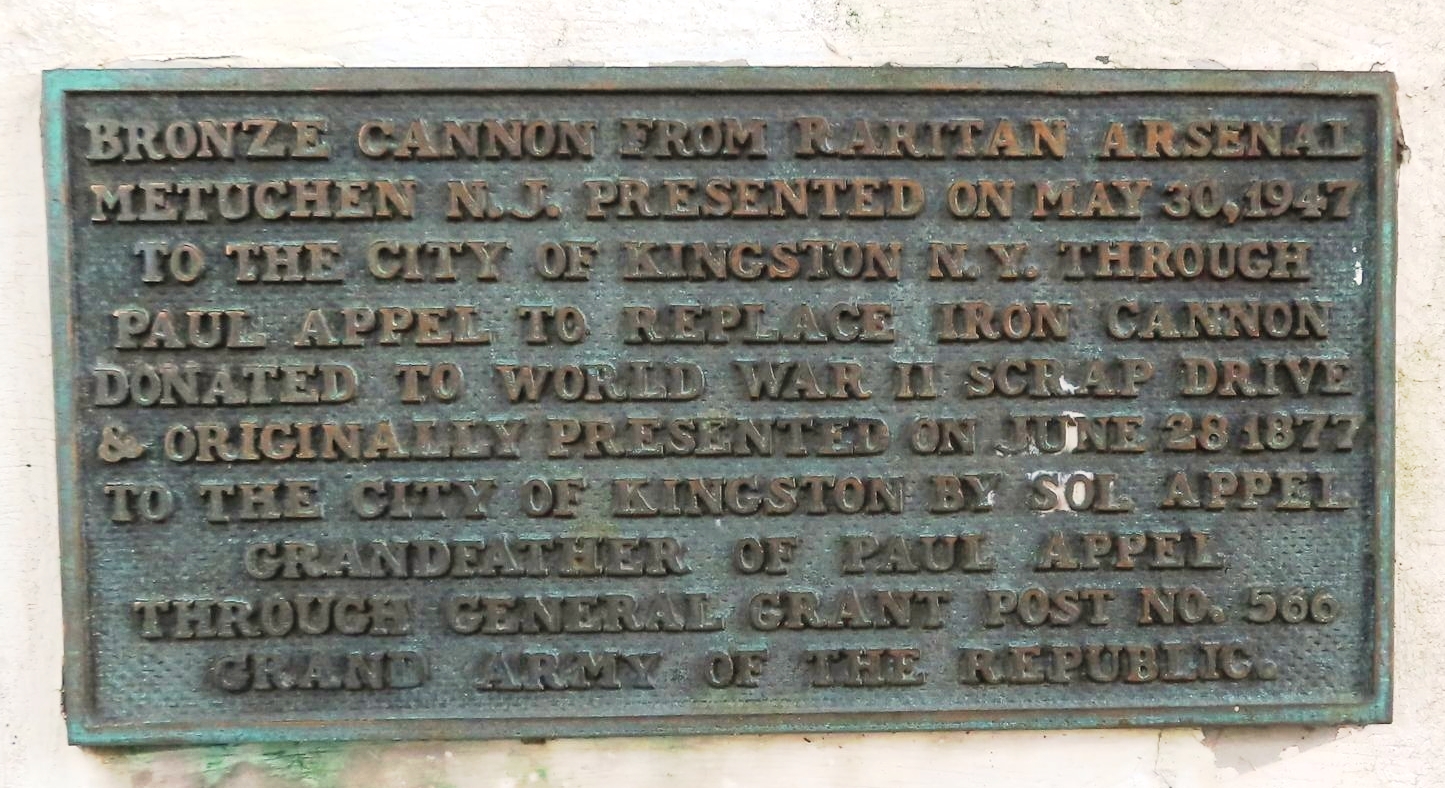 BRONZE CANNON FROM RARITAN ARSENAL
METUCHEN N.J. PRESENTED ON MAY 30, 1947
TO THE CITY OF KINGSTON N.Y. THROUGH
PAUL APPEL TO REPLACE IRON CANNON
DONATED TO WORLD WAR II SCRAP DRIVE
& ORIGINALLY PRESENTED ON JUNE 28 1877
TO THE CITY OF KINGSTON BY SOL APPEL
GRANDFATHER OF PAUL APPEL
THROUGH GENERAL GRANT POST NO. 566
GRAND ARMY OF THE REPUBLIC.